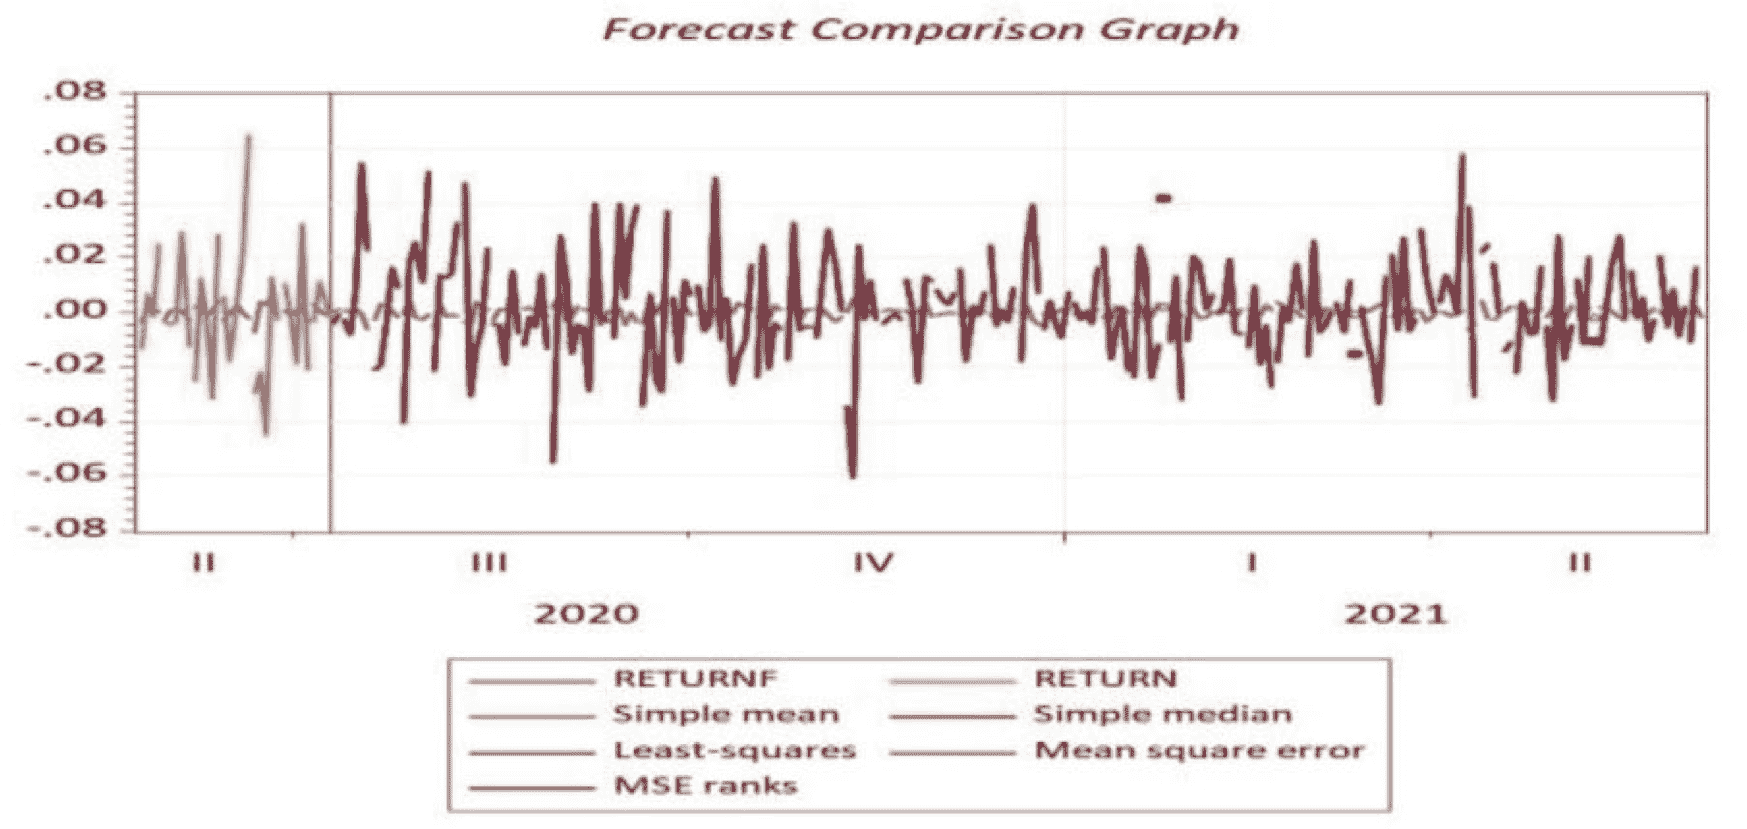 Forecast Comparison Graph
.08
.06
.04
.02
.00
-.02
-.04
-.06
-.08
II III IV I II
2020 2021
RETURNF RETURN
Simple mean Simple median
Least-squares Mean square error
MSE ranks